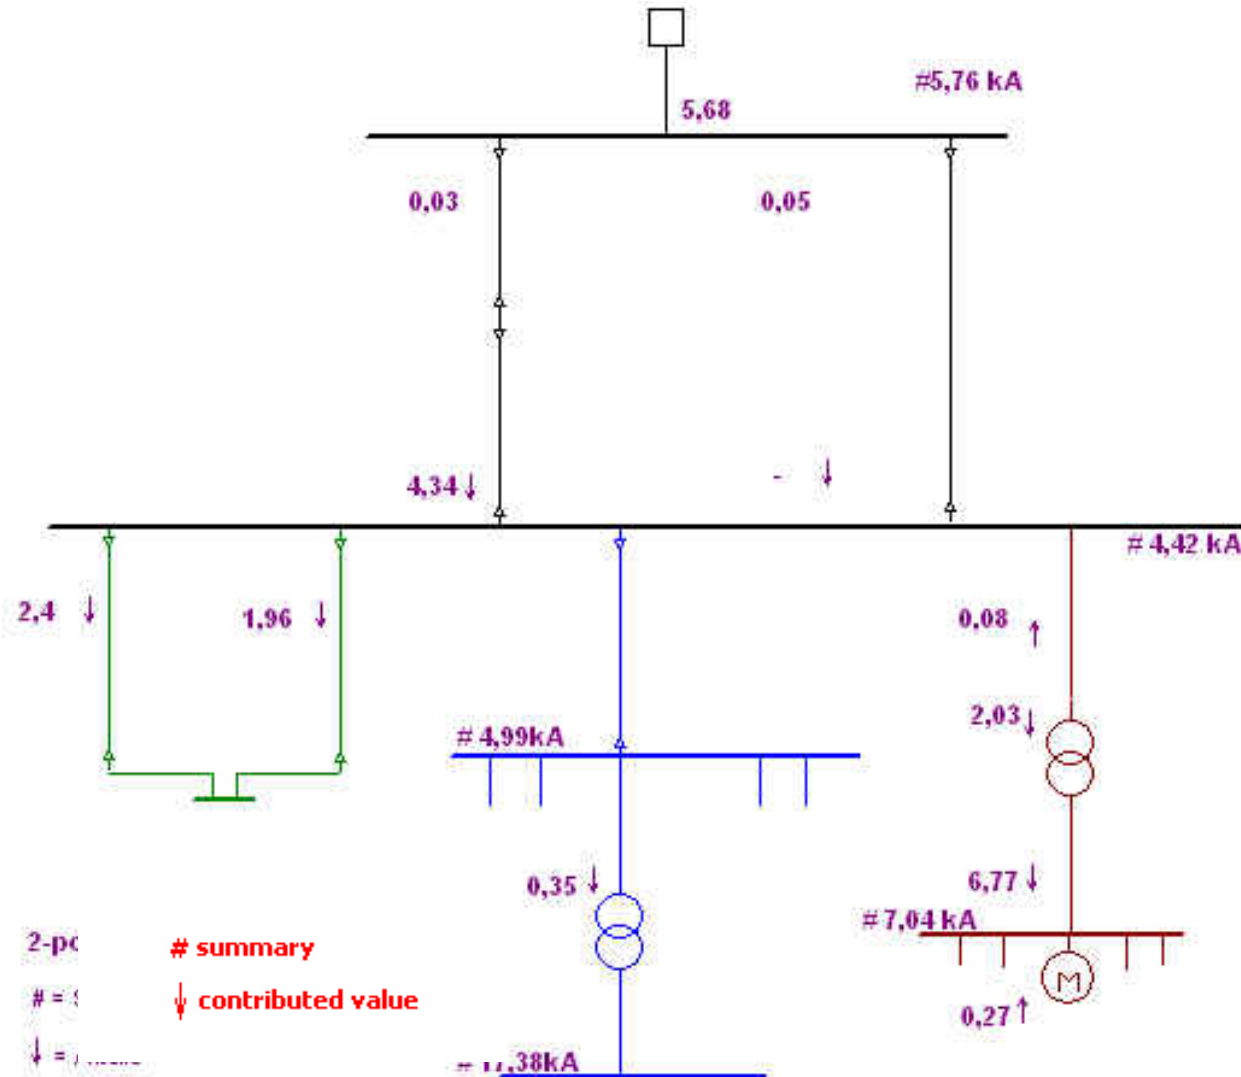 #5,76 kA
5,68
0,03
0,05
4,34 ↓
- ↓
# 4,42 kA
2,4 ↓
1,96 ↓
0,08 ↑
2,03 ↓
# 4,99kA
0,35 ↓
6,77 ↓
# 7,04 kA
M
0,27 ↑
# summary
# =
↓ contributed value
↓ =